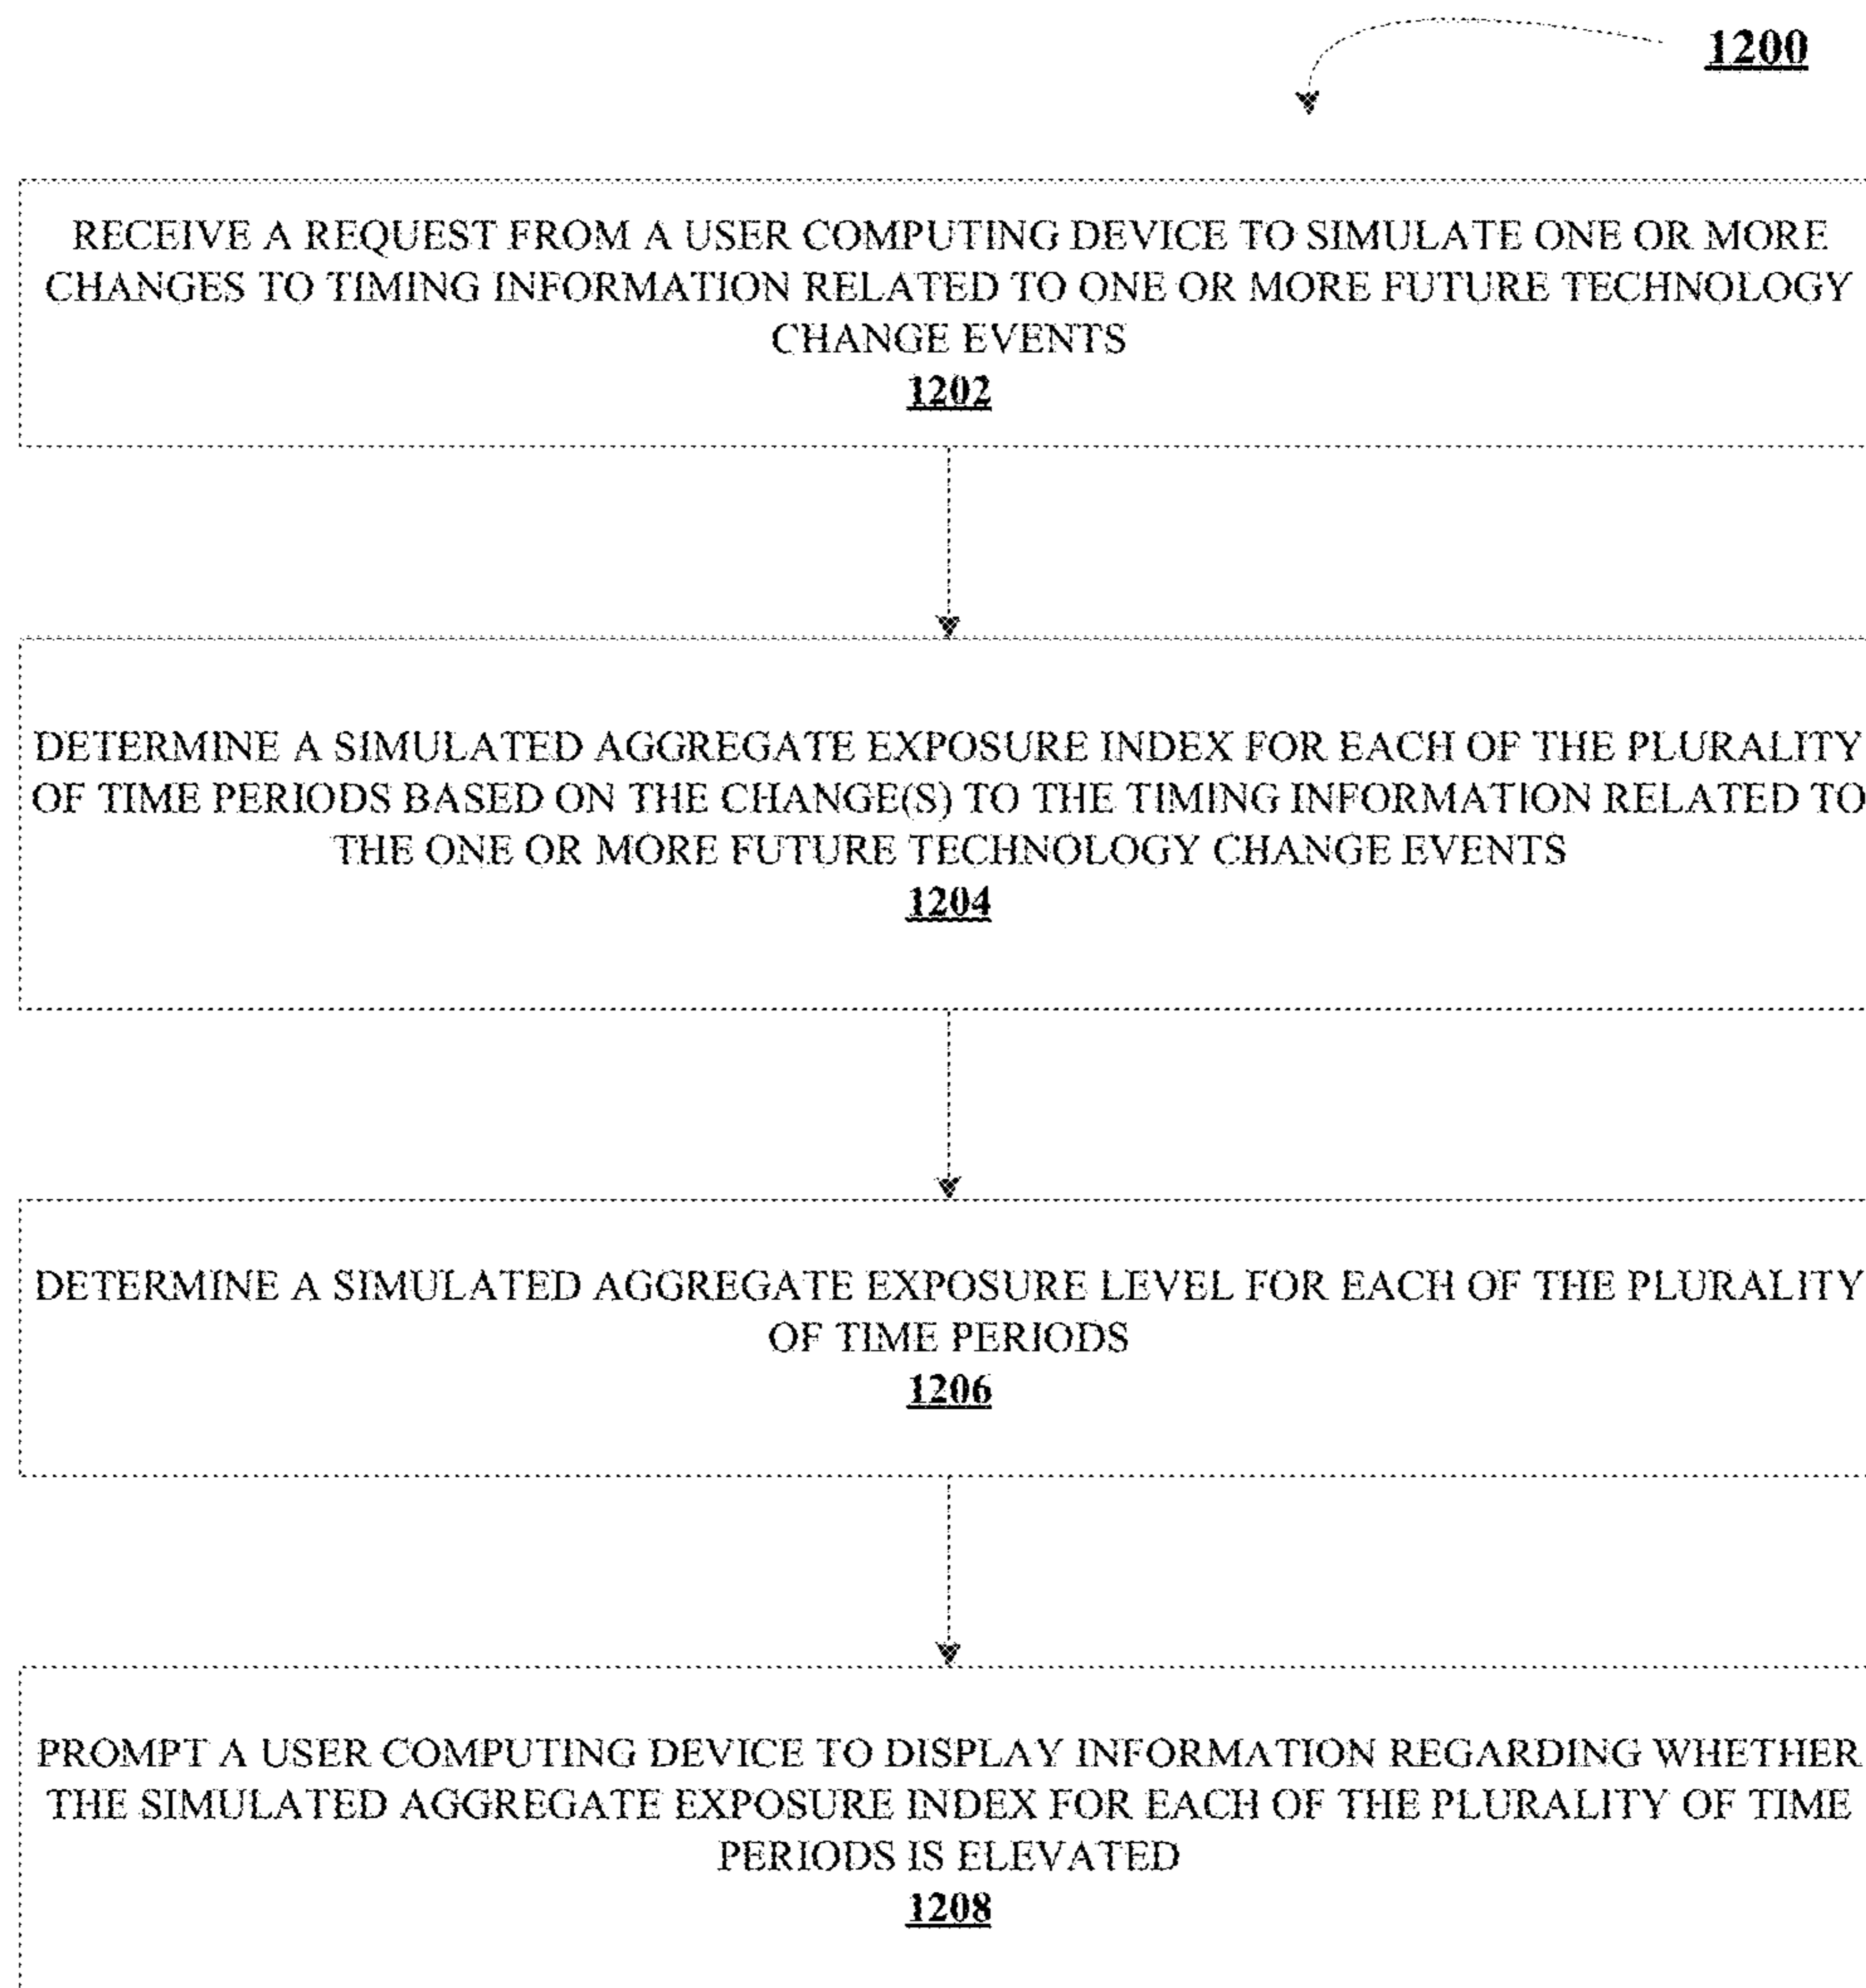 1200
RECEIVE A REQUEST FROM A USER COMPUTING DEVICE TO SIMULATE ONE OR MORE
CHANGES TO TIMING INFORMATION RELATED TO ONE OR MORE FUTURE TECHNOLOGY
CHANGE EVENTS
1202
DETERMINE A SIMULATED AGGREGATE EXPOSURE INDEX FOR EACH OF THE PLURALITY
OF TIME PERIODS BASED ON THE CHANGE(S) TO THE TIMING INFORMATION RELATED TO
THE ONE OR MORE FUTURE TECHNOLOGY CHANGE EVENTS
1204
DETERMINE A SIMULATED AGGREGATE EXPOSURE LEVEL FOR EACH OF THE PLURALITY
OF TIME PERIODS
1206
PROMPT A USER COMPUTING DEVICE TO DISPLAY INFORMATION REGARDING WHETHER
THE SIMULATED AGGREGATE EXPOSURE INDEX FOR EACH OF THE PLURALITY OF TIME
PERIODS IS ELEVATED
1208